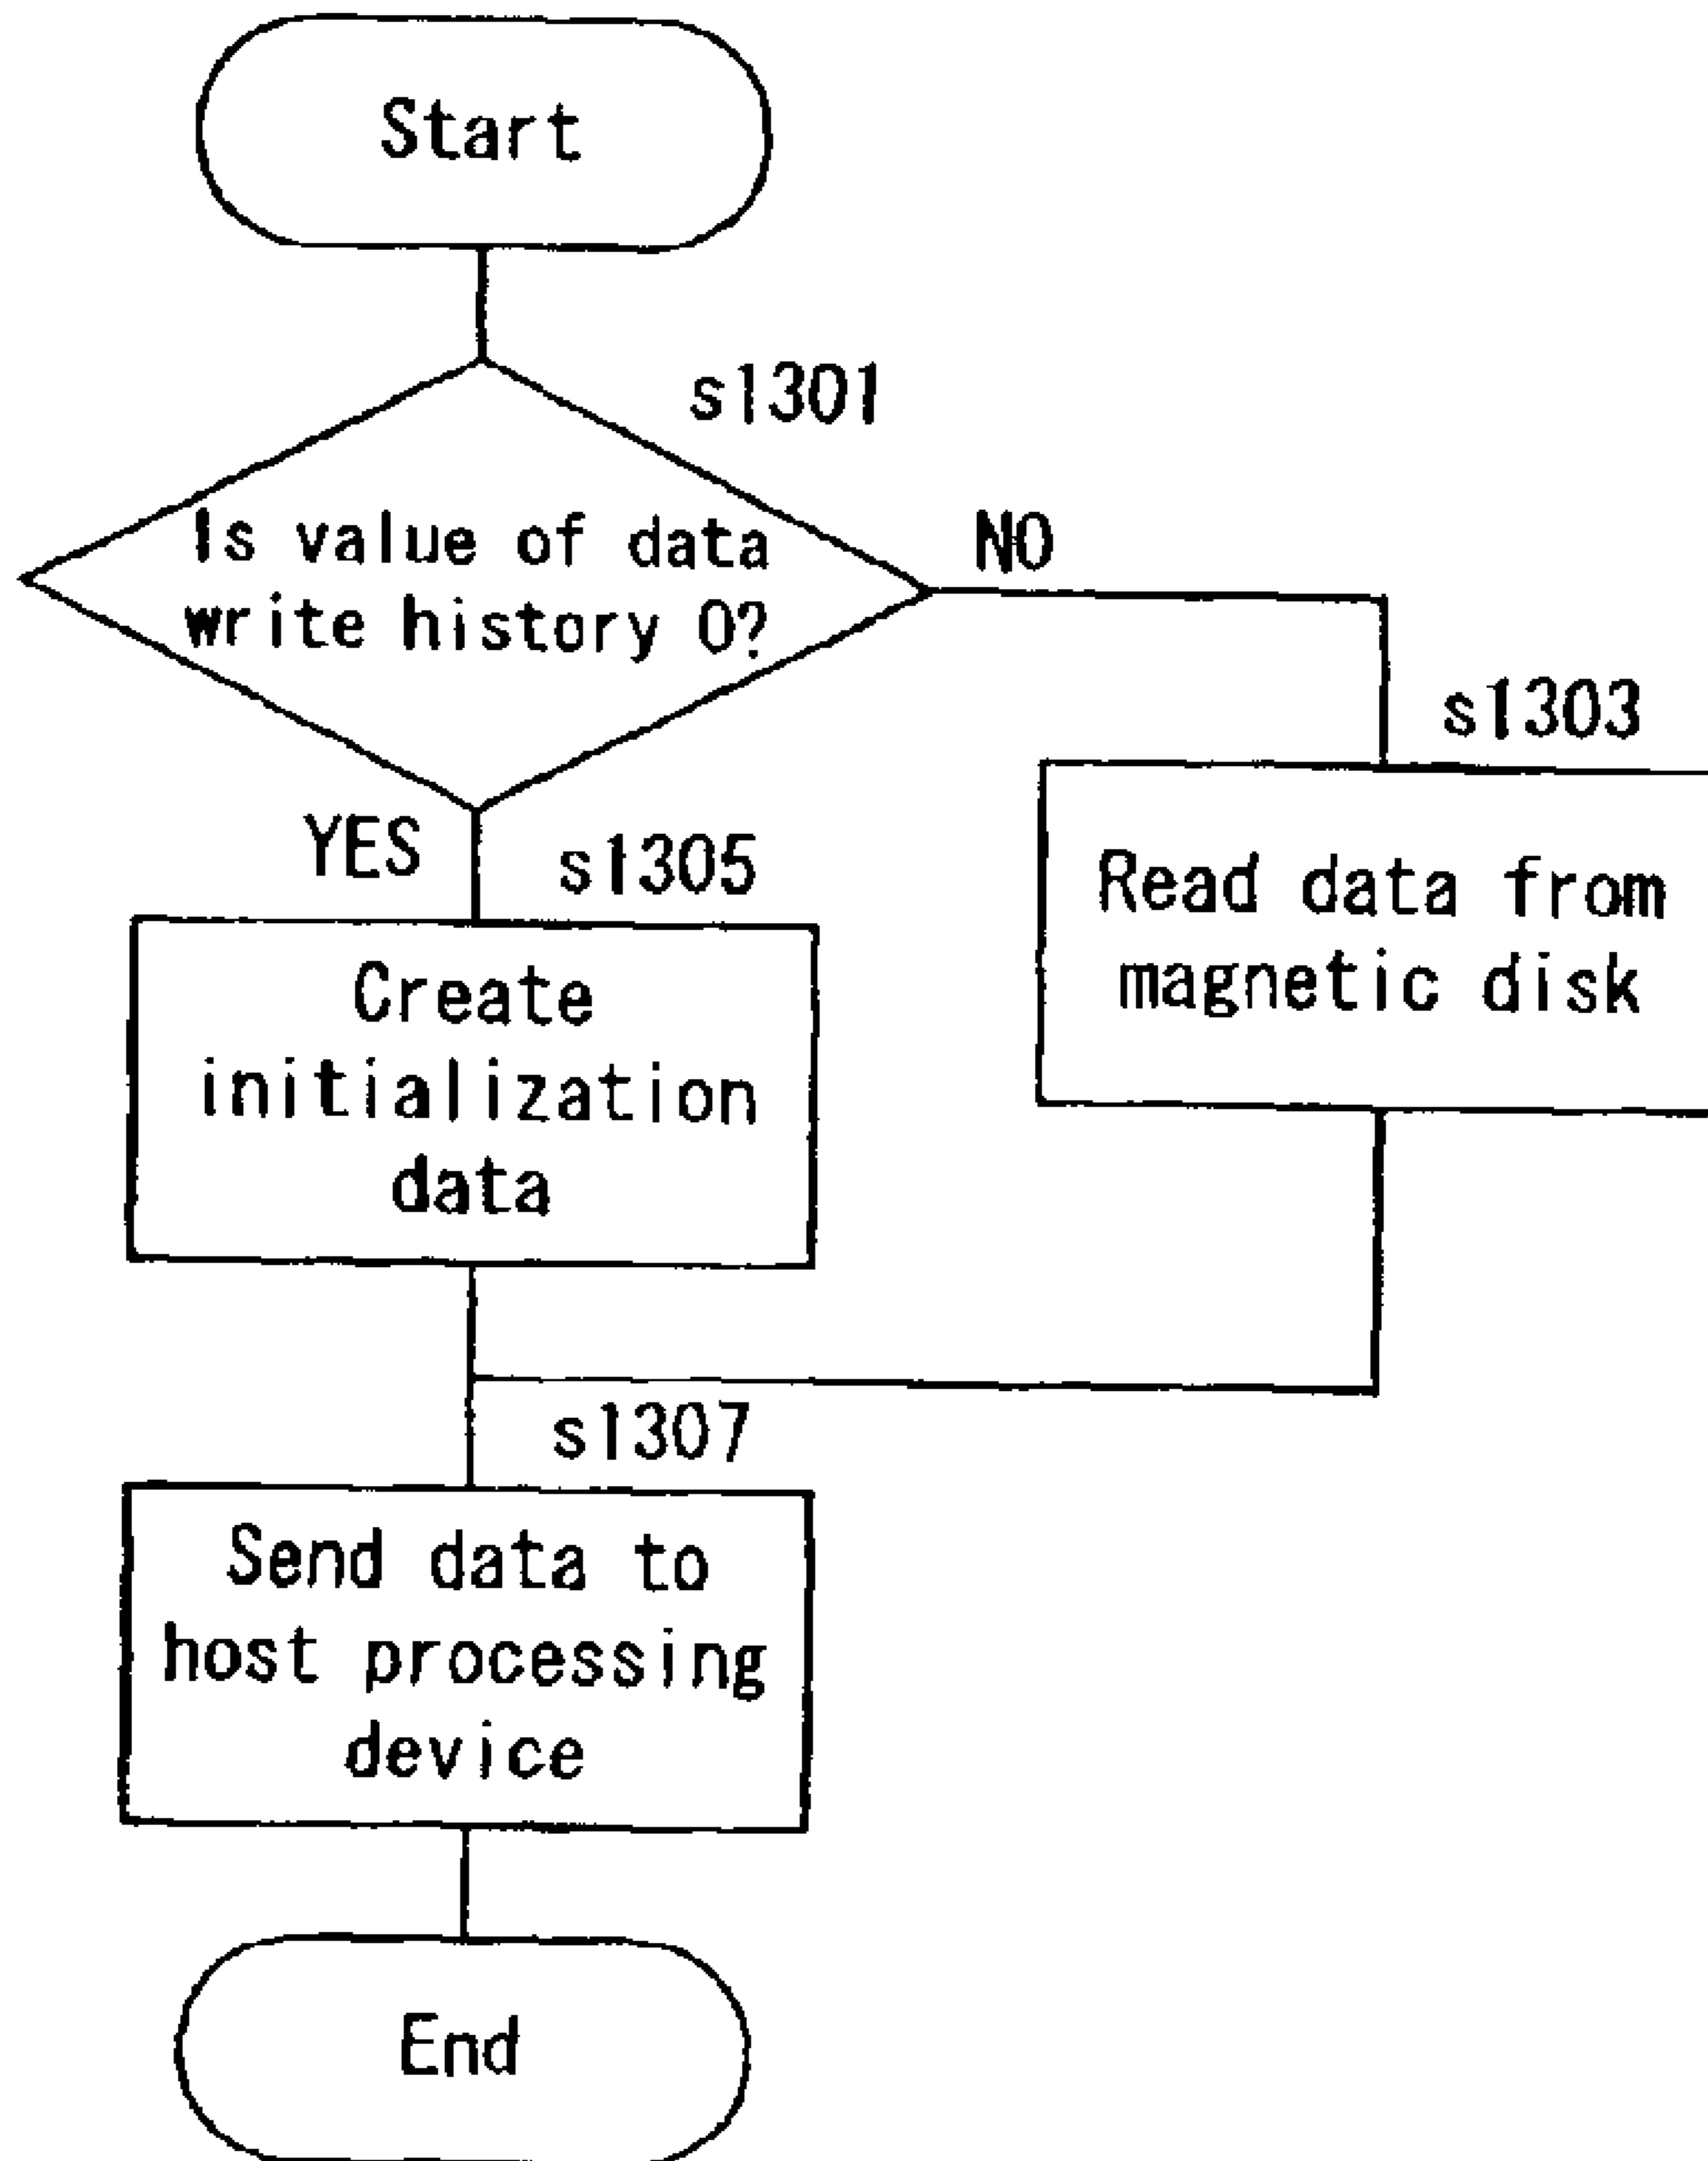 Start
s1301
Is value of data
write history 0?
NO
s1303
Read data from
magnetic disk
YES
s1305
Create
initialization
data
s1307
Send data to
host processing
device
End